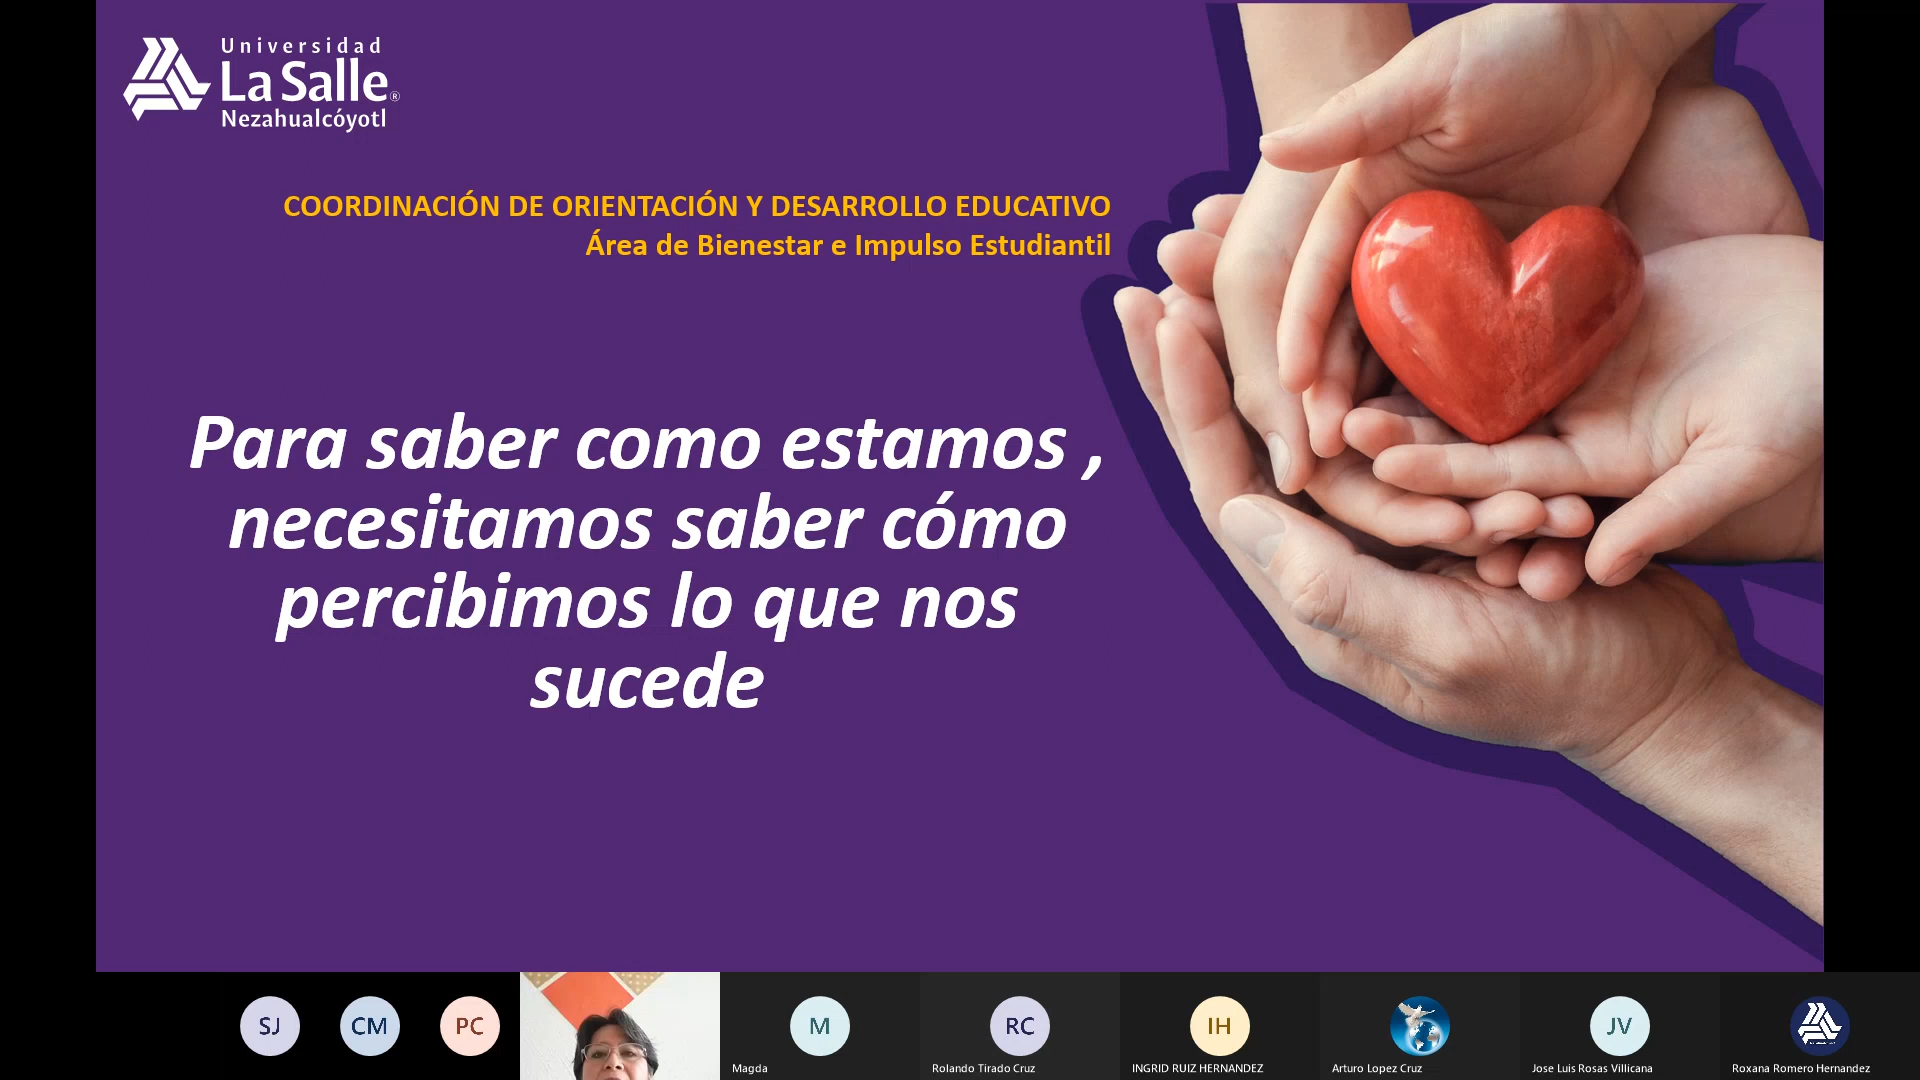 Universidad
La Salle®
Nezahualcóyotl
COORDINACIÓN DE ORIENTACIÓN Y DESARROLLO EDUCATIVO
Área de Bienestar e Impulso Estudiantil
Para saber como estamos ,
necesitamos saber cómo
percibimos lo que nos
sucede
SJ
CM
PC
M
RC
IH
JV
Magda
Rolando Tirado Cruz
INGRID RUIZ HERNANDEZ
Arturo Lopez Cruz
Jose Luis Rosas Villicana
Roxana Romero Hernandez